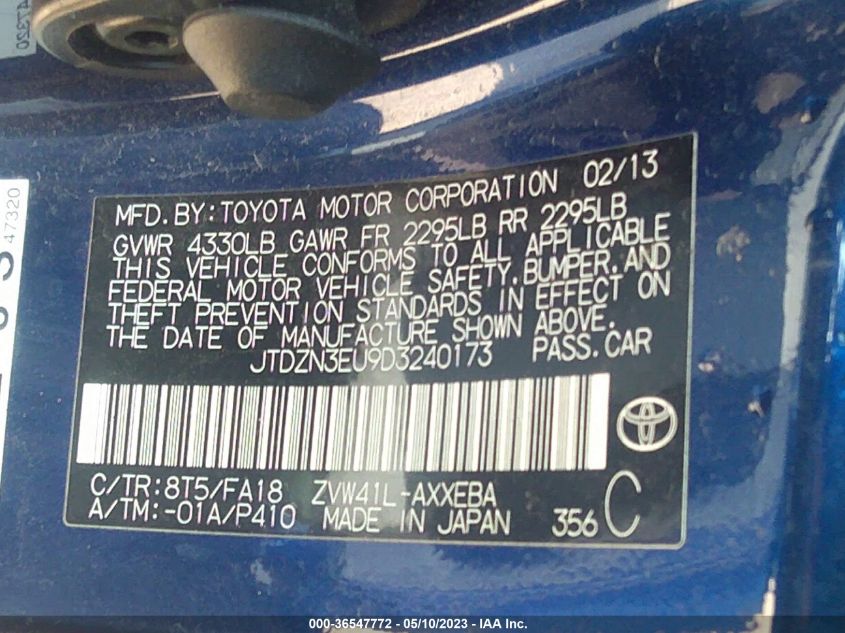 47320
47320
MFD.BY:TOYOTA MOTOR CORPORATION 02/13
GVWR 4330LB GAWR FR 2295LB RR 2295LB
THIS VEHICLE CONFORMS TO ALL APPLICABLE
FEDERAL MOTOR VEHICLE SAFETY,BUMPER,AND
THEFT PREVENTION STANDARDS IN EFFECT ON
THE DATE OF MANUFACTURE SHOWN ABOVE.
JTDZN3EU9D3240173 PASS.CAR
C/TR:8T5/FA18 ZVW41L-AXXEBA
A/TM:-01A/P410 MADE IN JAPAN 356 C
000-36547772 - 05/10/2023 - IAA Inc.